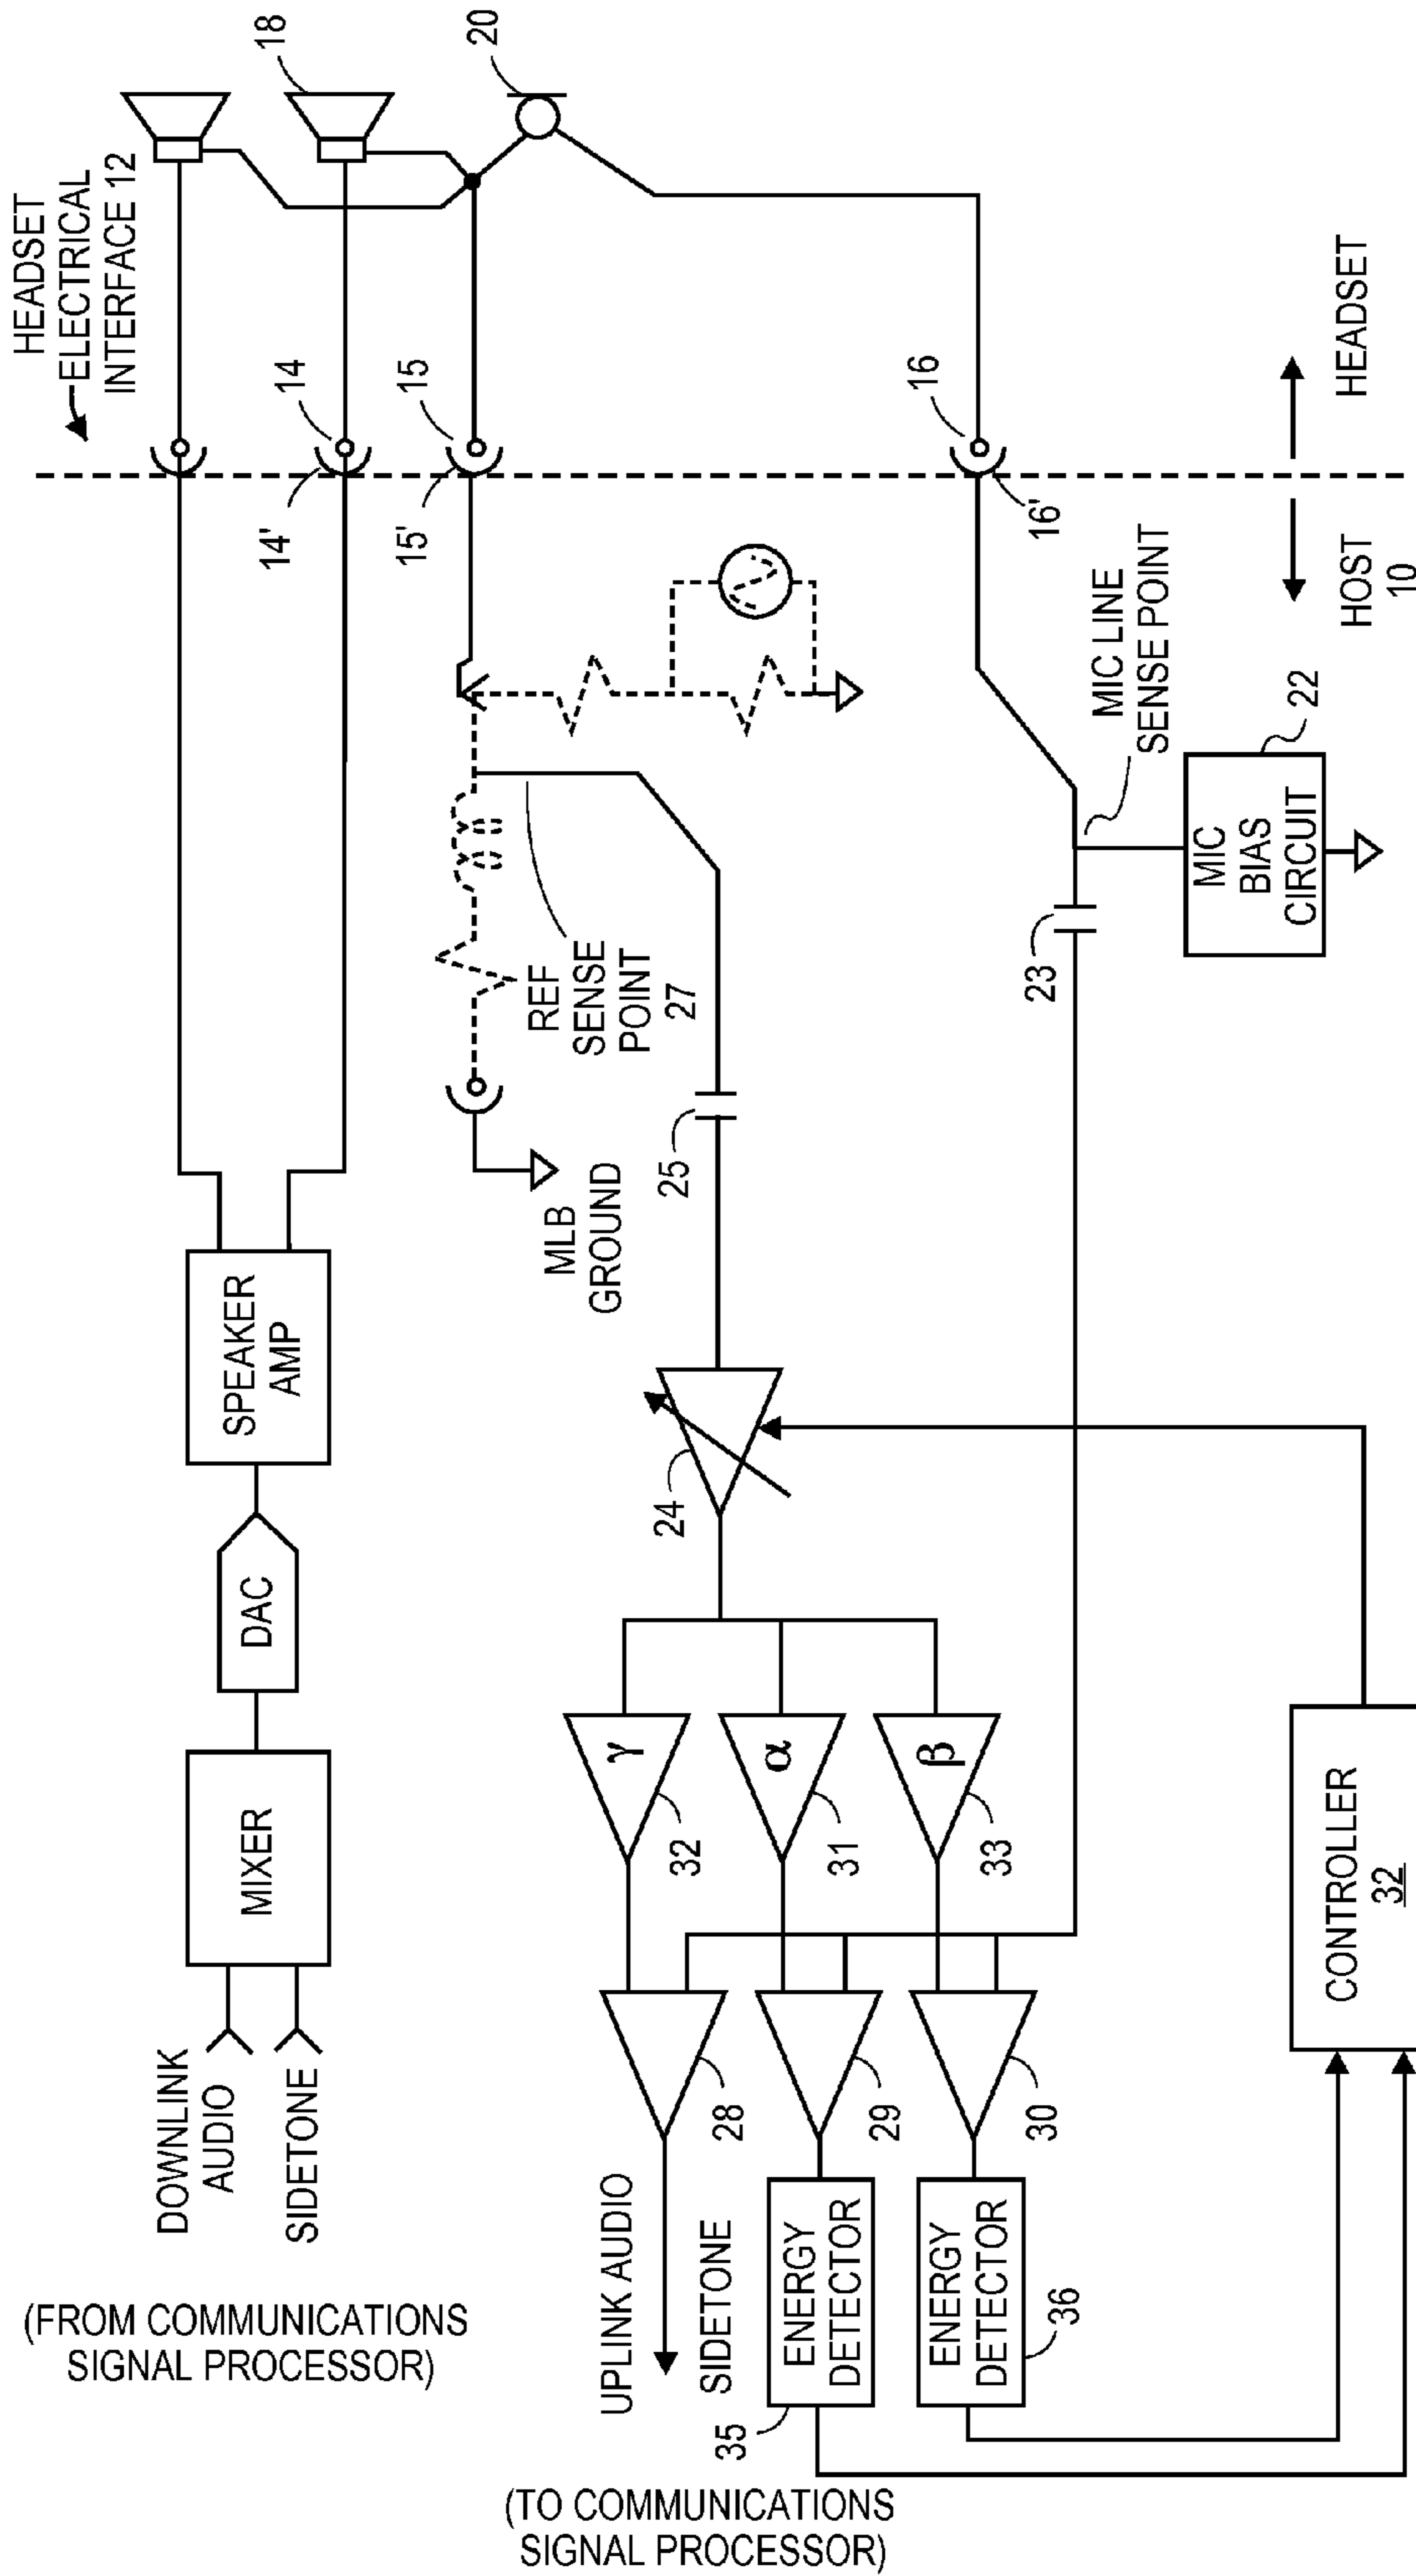 HEADSET
ELECTRICAL
INTERFACE 12
18
20
14
15
16
14'
15'
16'
HEADSET
HOST
10
MIC LINE
SENSE POINT
22
MIC
BIAS
CIRCUIT
23
REF
SENSE
POINT
27
25
MLB
GROUND
SPEAKER
AMP
DAC
MIXER
DOWNLINK
AUDIO
SIDETONE
(FROM COMMUNICATIONS
SIGNAL PROCESSOR)
24
γ
α
β
32
31
33
28
29
30
UPLINK AUDIO
SIDETONE
ENERGY
DETECTOR
35
ENERGY
DETECTOR
36
CONTROLLER
32
(TO COMMUNICATIONS
SIGNAL PROCESSOR)